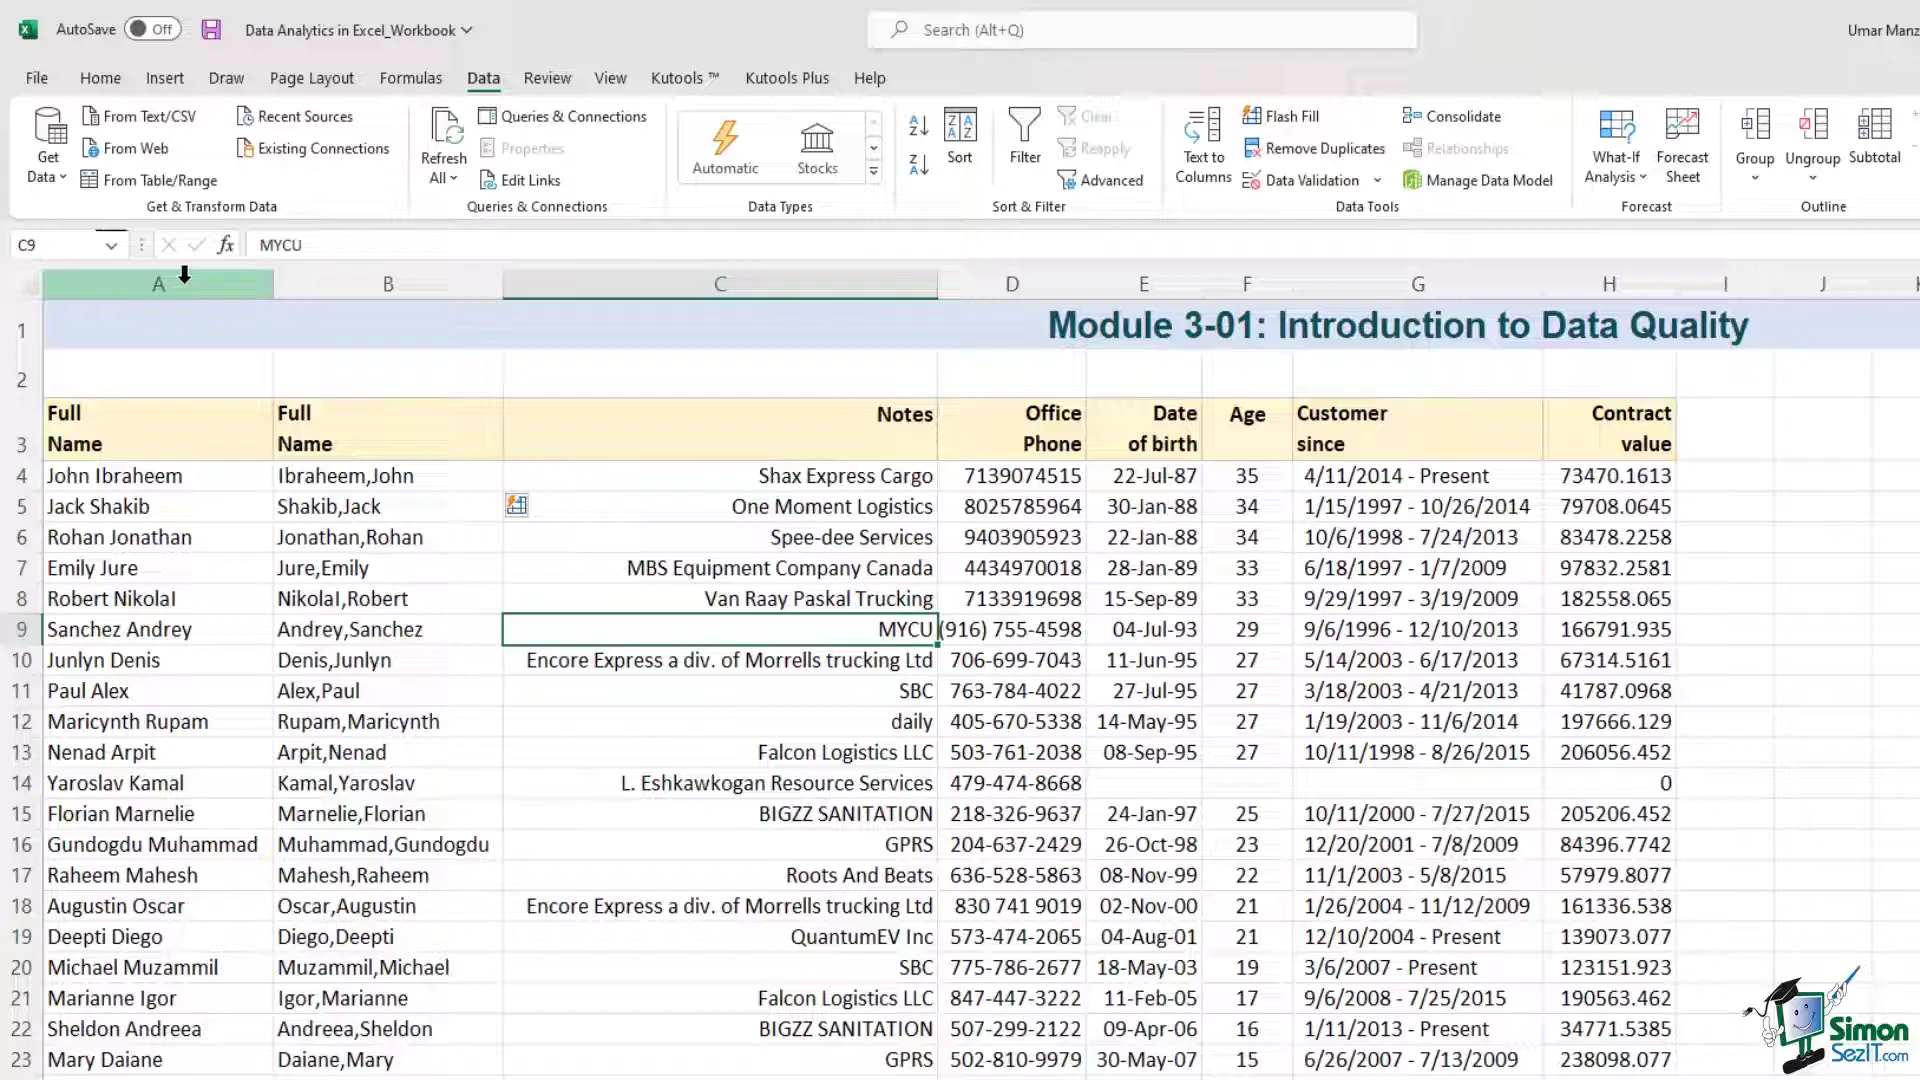 AutoSave Off Data Analytics in Excel_Workbook Search (Alt+Q) Umar Manz
File Home Insert Draw Page Layout Formulas Data Review View Kutools ™ Kutools Plus Help
Get Data
From Text/CSV
From Web
From Table/Range
Recent Sources
Existing Connections
Get & Transform Data
Refresh All
Queries & Connections
Properties
Edit Links
Queries & Connections
Automatic Stocks
Data Types
Sort
Filter
Clear
Reapply
Advanced
Sort & Filter
Text to Columns
Flash Fill
Remove Duplicates
Data Validation
Consolidate
Relationships
Manage Data Model
Data Tools
What-If Analysis
Forecast Sheet
Forecast
Group Ungroup Subtotal
Outline
C9 fx MYCU
A B C D E F G H I J
1 Module 3-01: Introduction to Data Quality
2
3 Full Name Full Name Notes Office Phone Date of birth Age Customer since Contract value
4 John Ibraheem Ibraheem,John Shax Express Cargo 7139074515 22-Jul-87 35 4/11/2014 - Present 73470.1613
5 Jack Shakib Shakib,Jack One Moment Logistics 8025785964 30-Jan-88 34 1/15/1997 - 10/26/2014 79708.0645
6 Rohan Jonathan Jonathan,Rohan Spee-dee Services 9403905923 22-Jan-88 34 10/6/1998 - 7/24/2013 83478.2258
7 Emily Jure Jure,Emily MBS Equipment Company Canada 4434970018 28-Jan-89 33 6/18/1997 - 1/7/2009 97832.2581
8 Robert NikolaI NikolaI,Robert Van Raay Paskal Trucking 7133919698 15-Sep-89 33 9/29/1997 - 3/19/2009 182558.065
9 Sanchez Andrey Andrey,Sanchez MYCU (916) 755-4598 04-Jul-93 29 9/6/1996 - 12/10/2013 166791.935
10 Junlyn Denis Denis,Junlyn Encore Express a div. of Morrells trucking Ltd 706-699-7043 11-Jun-95 27 5/14/2003 - 6/17/2013 67314.5161
11 Paul Alex Alex,Paul SBC 763-784-4022 27-Jul-95 27 3/18/2003 - 4/21/2013 41787.0968
12 Maricynth Rupam Rupam,Maricynth daily 405-670-5338 14-May-95 27 1/19/2003 - 11/6/2014 197666.129
13 Nenad Arpit Arpit,Nenad Falcon Logistics LLC 503-761-2038 08-Sep-95 27 10/11/1998 - 8/26/2015 206056.452
14 Yaroslav Kamal Kamal,Yaroslav L. Eshkawkogan Resource Services 479-474-8668 0
15 Florian Marnelie Marnelie,Florian BIGZZ SANITATION 218-326-9637 24-Jan-97 25 10/11/2000 - 7/27/2015 205206.452
16 Gundogdu Muhammad Muhammad,Gundogdu GPRS 204-637-2429 26-Oct-98 23 12/20/2001 - 7/8/2009 84396.7742
17 Raheem Mahesh Mahesh,Raheem Roots And Beats 636-528-5863 08-Nov-99 22 11/1/2003 - 5/8/2015 57979.8077
18 Augustin Oscar Oscar,Augustin Encore Express a div. of Morrells trucking Ltd 830 741 9019 02-Nov-00 21 1/26/2004 - 11/12/2009 161336.538
19 Deepti Diego Diego,Deepti QuantumEV Inc 573-474-2065 04-Aug-01 21 12/10/2004 - Present 139073.077
20 Michael Muzammil Muzammil,Michael SBC 775-786-2677 18-May-03 19 3/6/2007 - Present 123151.923
21 Marianne Igor Igor,Marianne Falcon Logistics LLC 847-447-3222 11-Feb-05 17 9/6/2008 - 7/25/2015 190563.462
22 Sheldon Andreea Andreea,Sheldon BIGZZ SANITATION 507-299-2122 09-Apr-06 16 1/11/2013 - Present 34771.5385
23 Mary Daiane Daiane,Mary GPRS 502-810-9979 30-May-07 15 6/26/2007 - 7/13/2009 238098.077
Simon
SezIT.com